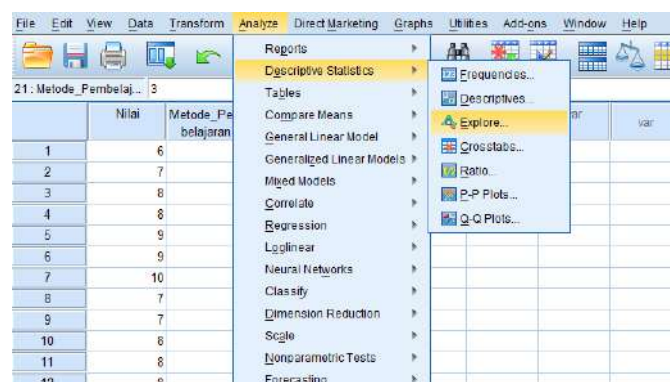 File Edit View Data Transform Analyze Direct Marketing Graphs Utilities Add-ons Window Help
21 : Metode_Pembelaj... 3
Nilai Metode_Pe
belajaran
var
1 6
2 7
3 8
4 8
5 9
6 9
7 10
8 7
9 7
10 8
11 8
12
Reports
Descriptive Statistics
Tables
Compare Means
General Linear Model
Generalized Linear Models
Mixed Models
Correlate
Regression
Loglinear
Neural Networks
Classify
Dimension Reduction
Scale
Nonparametric Tests
Forecasting
Frequencies...
Descriptives...
Explore...
Crosstabs...
Ratio...
P-P Plots...
Q-Q Plots...